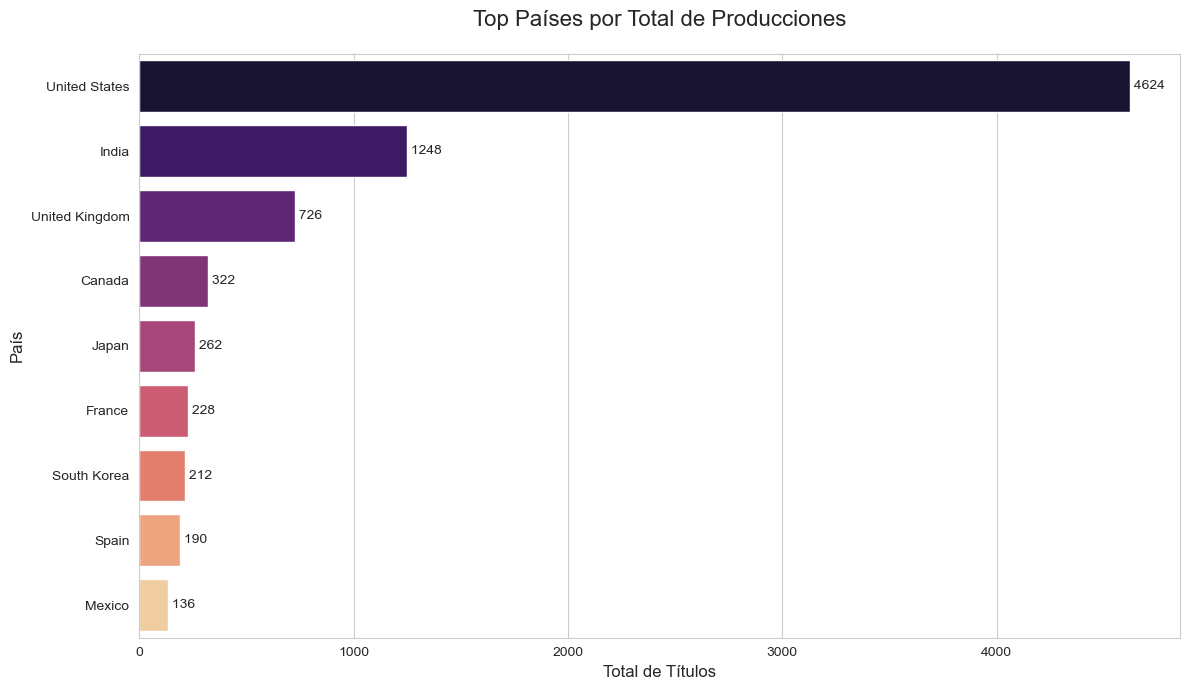 Top Países por Total de Producciones
País
United States 4624
India 1248
United Kingdom 726
Canada 322
Japan 262
France 228
South Korea 212
Spain 190
Mexico 136
0 1000 2000 3000 4000
Total de Títulos